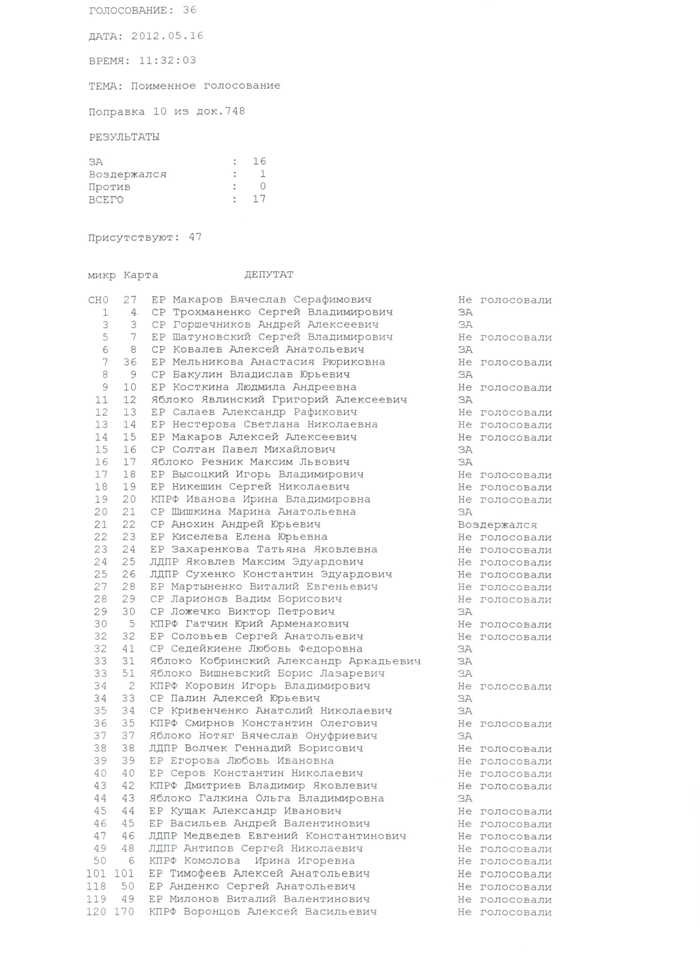 ГОЛОСОВАНИЕ: 36
ДАТА: 2012.05.16
ВРЕМЯ: 11:32:03
ТЕМА: Поименное голосование
Поправка 10 из док.748
РЕЗУЛЬТАТЫ
ЗА : 16
Воздержался : 1
Против : 0
ВСЕГО : 17
Присутствуют: 47
микр Карта ДЕПУТАТ
СН0 27 ЕР Макаров Вячеслав Серафимович Не голосовали
1 4 СР Трохманенко Сергей Владимирович ЗА
3 3 СР Горшечников Андрей Алексеевич ЗА
5 7 ЕР Шатуновский Сергей Владимирович Не голосовали
6 8 СР Ковалев Алексей Анатольевич ЗА
7 36 ЕР Мельникова Анастасия Рюриковна Не голосовали
8 9 СР Бакулин Владислав Юрьевич ЗА
9 10 ЕР Косткина Людмила Андреевна Не голосовали
11 12 Яблоко Явлинский Григорий Алексеевич ЗА
12 13 ЕР Салаев Александр Рафикович Не голосовали
13 14 ЕР Нестерова Светлана Николаевна Не голосовали
14 15 ЕР Макаров Алексей Алексеевич Не голосовали
15 16 СР Солтан Павел Михайлович ЗА
16 17 Яблоко Резник Максим Львович ЗА
17 18 ЕР Высоцкий Игорь Владимирович Не голосовали
18 19 ЕР Никешин Сергей Николаевич Не голосовали
19 20 КПРФ Иванова Ирина Владимировна Не голосовали
20 21 СР Шишкина Марина Анатольевна ЗА
21 22 СР Анохин Андрей Юрьевич Воздержался
22 23 ЕР Киселева Елена Юрьевна Не голосовали
23 24 ЕР Захаренкова Татьяна Яковлевна Не голосовали
24 25 ЛДПР Яковлев Максим Эдуардович Не голосовали
25 26 ЛДПР Сухенко Константин Эдуардович Не голосовали
27 28 ЕР Мартыненко Виталий Евгеньевич Не голосовали
28 29 СР Ларионов Вадим Борисович Не голосовали
29 30 СР Ложечко Виктор Петрович ЗА
30 5 КПРФ Гатчин Юрий Арменакович Не голосовали
32 32 ЕР Соловьев Сергей Анатольевич Не голосовали
32 41 СР Седейкиене Любовь Федоровна ЗА
33 31 Яблоко Кобринский Александр Аркадьевич ЗА
33 51 Яблоко Вишневский Борис Лазаревич ЗА
34 2 КПРФ Коровин Игорь Владимирович Не голосовали
34 33 СР Палин Алексей Юрьевич ЗА
35 34 СР Кривенченко Анатолий Николаевич ЗА
36 35 КПРФ Смирнов Константин Олегович Не голосовали
37 37 Яблоко Нотяг Вячеслав Онуфриевич ЗА
38 38 ЛДПР Волчек Геннадий Борисович Не голосовали
39 39 ЕР Егорова Любовь Ивановна Не голосовали
40 40 ЕР Серов Константин Николаевич Не голосовали
43 42 КПРФ Дмитриев Владимир Яковлевич Не голосовали
44 43 Яблоко Галкина Ольга Владимировна ЗА
45 44 ЕР Кущак Александр Иванович Не голосовали
46 45 ЕР Васильев Андрей Валентинович Не голосовали
47 46 ЛДПР Медведев Евгений Константинович Не голосовали
49 48 ЛДПР Антипов Сергей Николаевич Не голосовали
50 6 КПРФ Комолова Ирина Игоревна Не голосовали
101 101 ЕР Тимофеев Алексей Анатольевич Не голосовали
118 50 ЕР Анденко Сергей Анатольевич Не голосовали
119 49 ЕР Милонов Виталий Валентинович Не голосовали
120 170 КПРФ Воронцов Алексей Васильевич Не голосовали